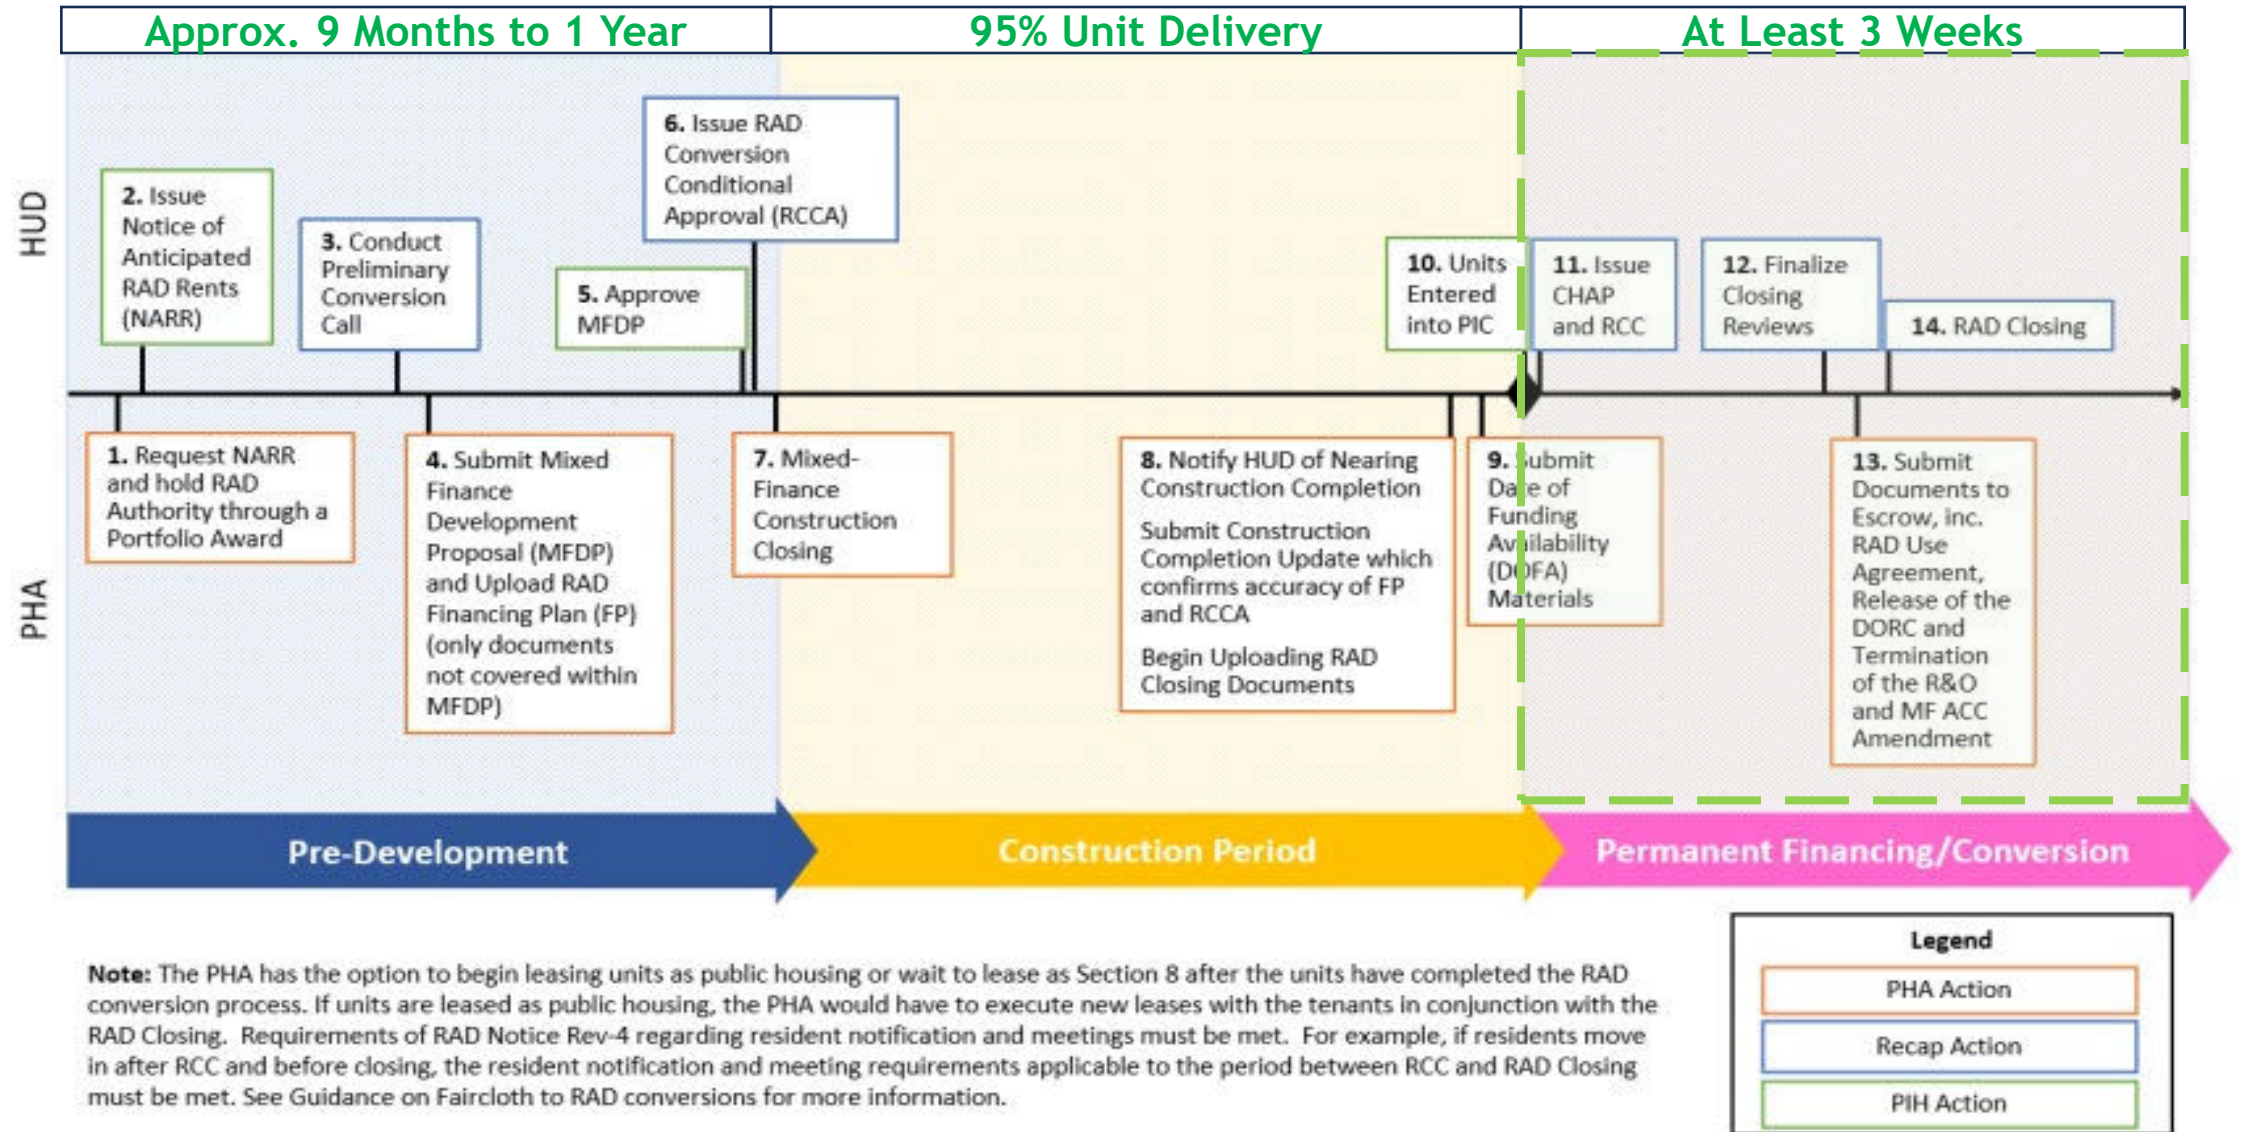 Approx. 9 Months to 1 Year
95% Unit Delivery
At Least 3 Weeks
HUD
2. Issue
Notice of
Anticipated
RAD Rents
(NARR)
3. Conduct
Preliminary
Conversion
Call
5. Approve
MFDP
6. Issue RAD
Conversion
Conditional
Approval (RCCA)
10. Units
Entered
into PIC
11. Issue
CHAP
and RCC
12. Finalize
Closing
Reviews
14. RAD Closing
PHA
1. Request NARR
and hold RAD
Authority through a
Portfolio Award
4. Submit Mixed
Finance
Development
Proposal (MFDP)
and Upload RAD
Financing Plan (FP)
(only documents
not covered within
MFDP)
7. Mixed-
Finance
Construction
Closing
8. Notify HUD of Nearing
Construction Completion
Submit Construction
Completion Update which
confirms accuracy of FP
and RCCA
Begin Uploading RAD
Closing Documents
9. Submit
Date of
Funding
Availability
(DOFA)
Materials
13. Submit
Documents to
Escrow, inc.
RAD Use
Agreement,
Release of the
DORC and
Termination
of the R&O
and MF ACC
Amendment
Pre-Development
Construction Period
Permanent Financing/Conversion
Note: The PHA has the option to begin leasing units as public housing or wait to lease as Section 8 after the units have completed the RAD
conversion process. If units are leased as public housing, the PHA would have to execute new leases with the tenants in conjunction with the
RAD Closing. Requirements of RAD Notice Rev-4 regarding resident notification and meetings must be met. For example, if residents move
in after RCC and before closing, the resident notification and meeting requirements applicable to the period between RCC and RAD Closing
must be met. See Guidance on Faircloth to RAD conversions for more information.
Legend
PHA Action
Recap Action
PIH Action